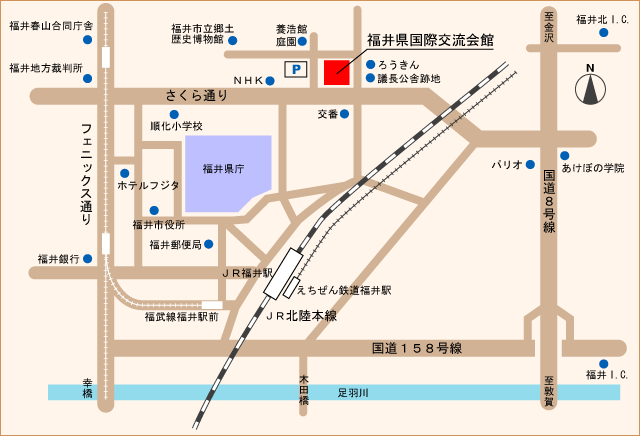 福井春山合同庁舎
福井市立郷土
歴史博物館
養浩館
庭園
福井県国際交流会館
至金沢
福井北I.C.
福井地方裁判所
NHK
P
ろうきん
議長公舎跡地
N
さくら通り
順化小学校
交番
フェニックス通り
福井県庁
ホテルフジタ
パリオ
あけぼの学院
国道8号線
福井市役所
福井郵便局
福井銀行
JR福井駅
えちぜん鉄道福井駅
福武線福井駅前
JR北陸本線
国道158号線
幸橋
木田橋
足羽川
至敦賀
福井I.C.